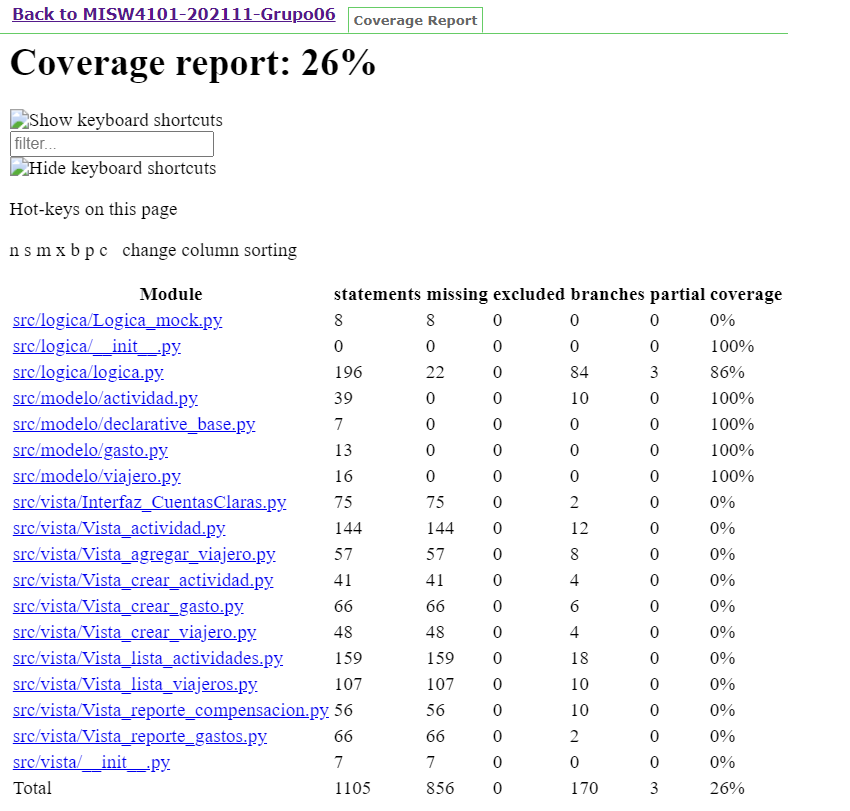 Back to MISW4101-202111-Grupo06 Coverage Report
Coverage report: 26%
Show keyboard shortcuts
filter...
Hide keyboard shortcuts
Hot-keys on this page
n s m x b p c change column sorting
Module statements missing excluded branches partial coverage
src/logica/Logica_mock.py 8 8 0 0 0 0%
src/logica/__init__.py 0 0 0 0 0 100%
src/logica/logica.py 196 22 0 84 3 86%
src/modelo/actividad.py 39 0 0 10 0 100%
src/modelo/declarative_base.py 7 0 0 0 0 100%
src/modelo/gasto.py 13 0 0 0 0 100%
src/modelo/viajero.py 16 0 0 0 0 100%
src/vista/Interfaz_CuentasClaras.py 75 75 0 2 0 0%
src/vista/Vista_actividad.py 144 144 0 12 0 0%
src/vista/Vista_agregar_viajero.py 57 57 0 8 0 0%
src/vista/Vista_crear_actividad.py 41 41 0 4 0 0%
src/vista/Vista_crear_gasto.py 66 66 0 6 0 0%
src/vista/Vista_crear_viajero.py 48 48 0 4 0 0%
src/vista/Vista_lista_actividades.py 159 159 0 18 0 0%
src/vista/Vista_lista_viajeros.py 107 107 0 10 0 0%
src/vista/Vista_reporte_compensacion.py 56 56 0 10 0 0%
src/vista/Vista_reporte_gastos.py 66 66 0 2 0 0%
src/vista/__init__.py 7 7 0 0 0 0%
Total 1105 856 0 170 3 26%